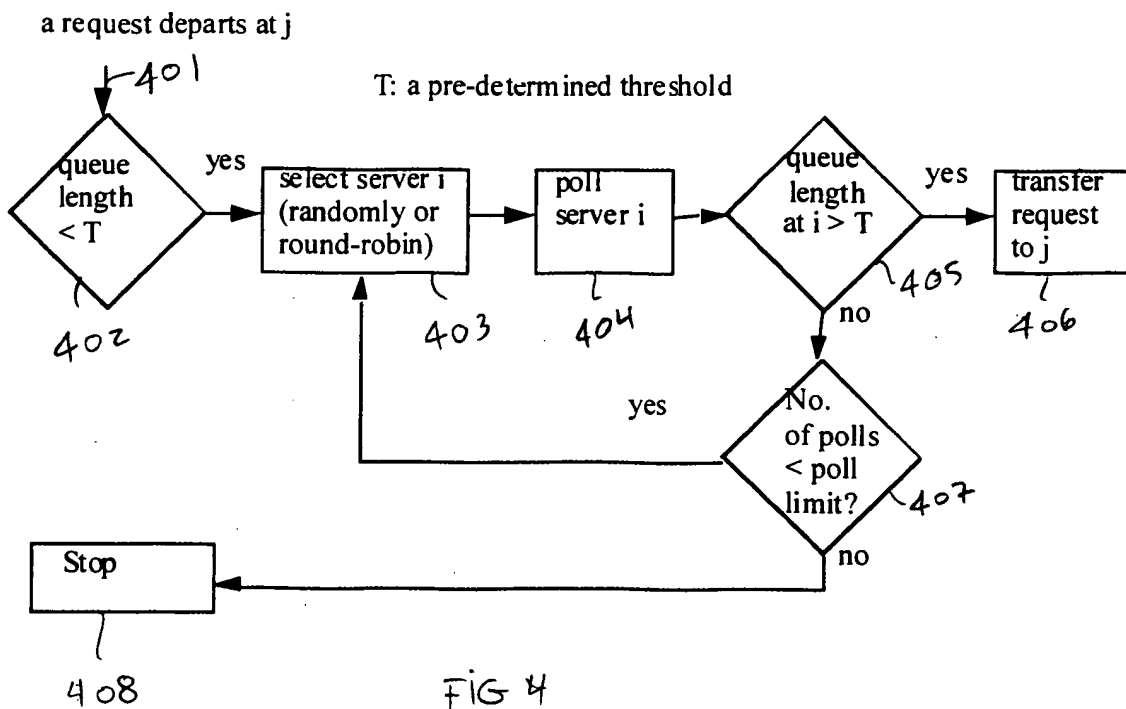 a request departs at j
401
T: a pre-determined threshold
queue
length
< T
yes
402
select server i
(randomly or
round-robin)
403
poll
server i
404
queue
length
at i > T
yes
405
no
transfer
request
to j
406
No.
of polls
< poll
limit?
yes
407
no
Stop
408
FIG 4